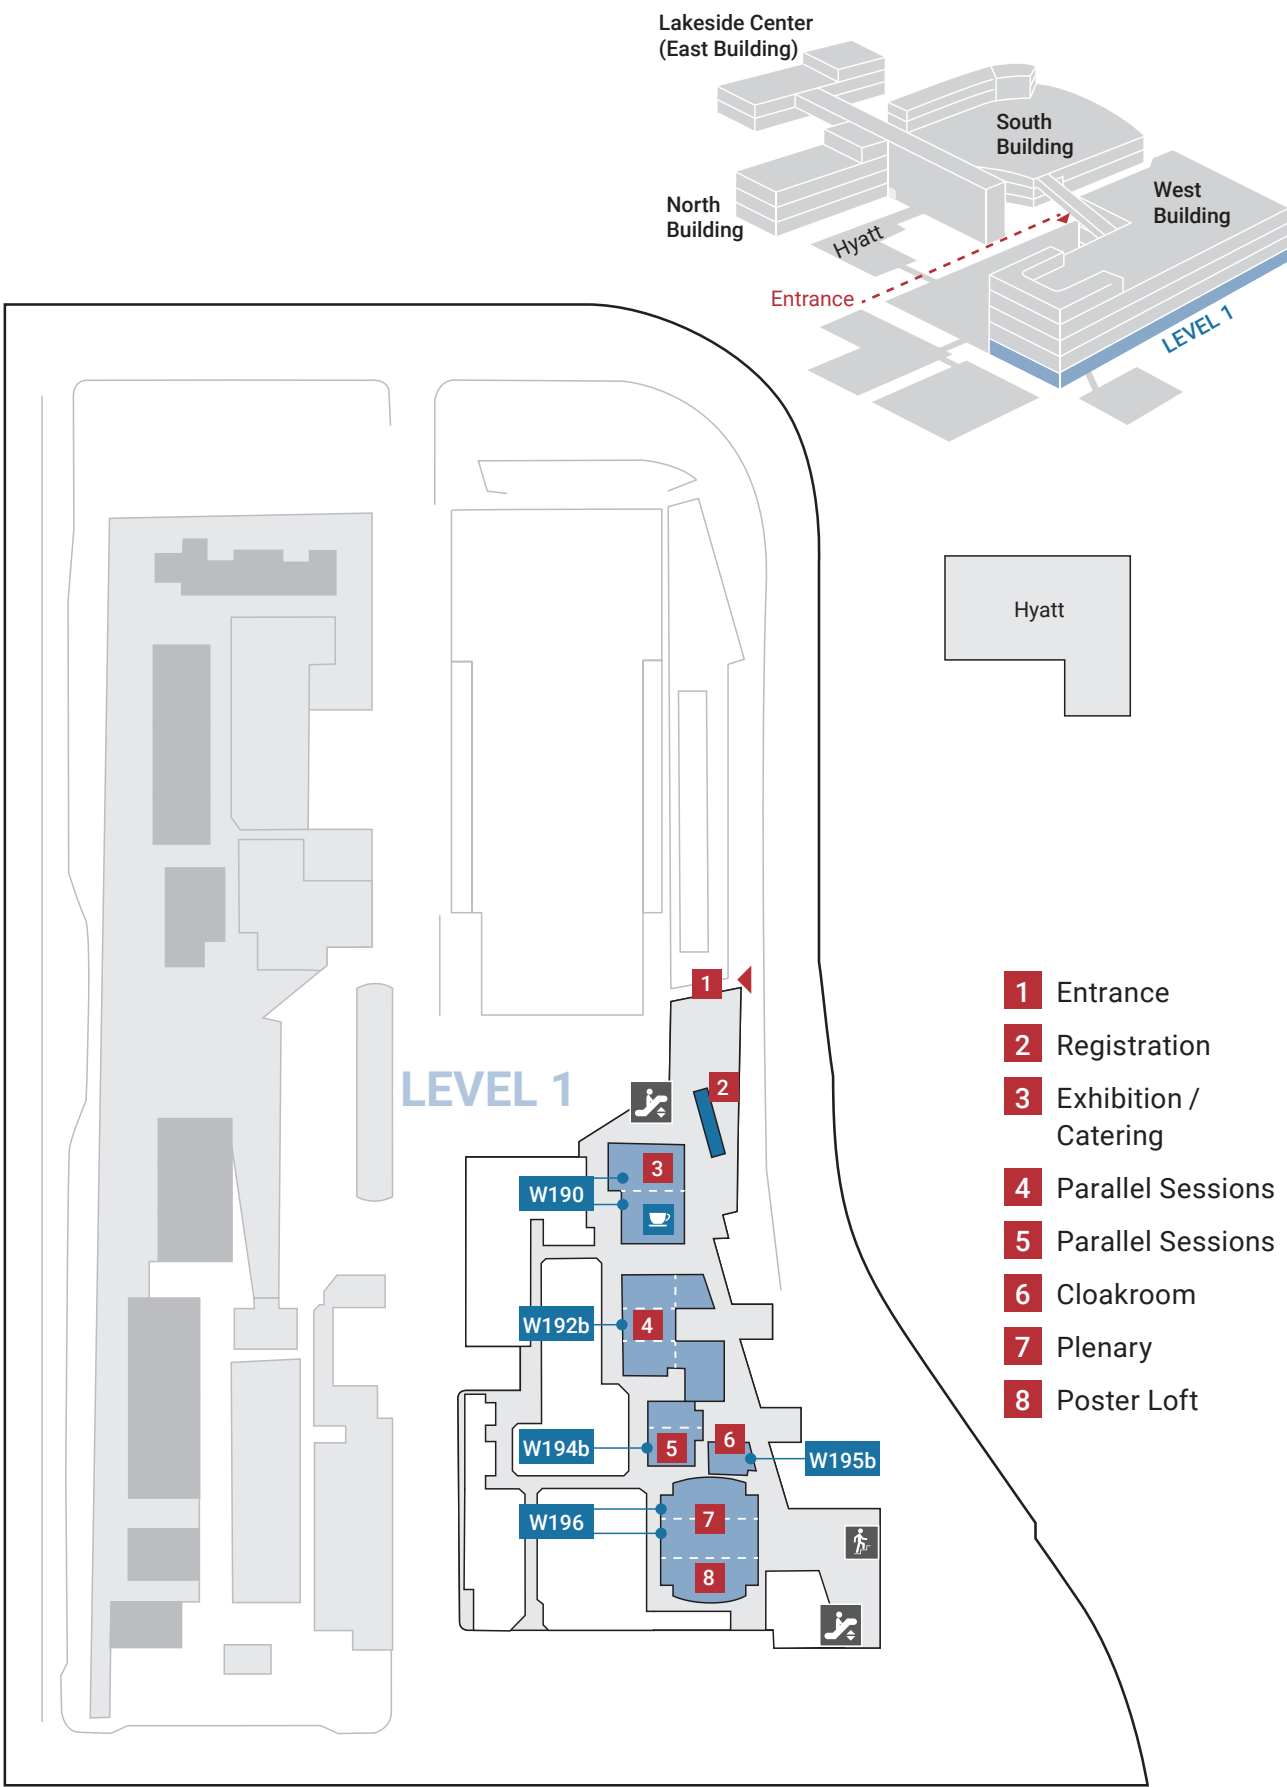 Lakeside Center
(East Building)
South
Building
West
Building
North
Building
Hyatt
Entrance
LEVEL 1
Hyatt
1
LEVEL 1
2
3
W190
W192b
4
6
W194b
5
W195b
W196
7
8
1 Entrance
2 Registration
3 Exhibition /
Catering
4 Parallel Sessions
5 Parallel Sessions
6 Cloakroom
7 Plenary
8 Poster Loft